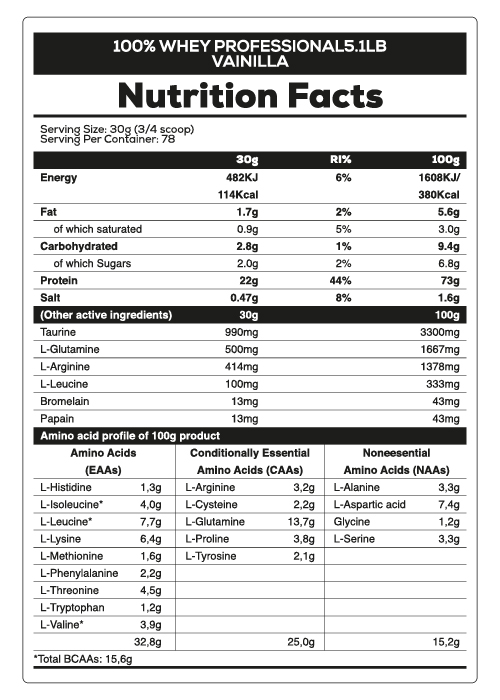 100% WHEY PROFESSIONAL5.1LB
VAINILLA
Nutrition Facts
Serving Size: 30g (3/4 scoop)
Serving Per Container: 78
30g RI% 100g
Energy 482KJ 6% 1608KJ/
114Kcal 380Kcal
Fat 1.7g 2% 5.6g
of which saturated 0.9g 5% 3.0g
Carbohydrated 2.8g 1% 9.4g
of which Sugars 2.0g 2% 6.8g
Protein 22g 44% 73g
Salt 0.47g 8% 1.6g
(Other active ingredients) 30g 100g
Taurine 990mg 3300mg
L-Glutamine 500mg 1667mg
L-Arginine 414mg 1378mg
L-Leucine 100mg 333mg
Bromelain 13mg 43mg
Papain 13mg 43mg
Amino acid profile of 100g product
Amino Acids Conditionally Essential Noneesential
(EAAs) Amino Acids (CAAs) Amino Acids (NAAs)
L-Histidine 1,3g L-Arginine 3,2g L-Alanine 3,3g
L-Isoleucine* 4,0g L-Cysteine 2,2g L-Aspartic acid 7,4g
L-Leucine* 7,7g L-Glutamine 13,7g Glycine 1,2g
L-Lysine 6,4g L-Proline 3,8g L-Serine 3,3g
L-Methionine 1,6g L-Tyrosine 2,1g
L-Phenylalanine 2,2g
L-Threonine 4,5g
L-Tryptophan 1,2g
L-Valine* 3,9g
32,8g 25,0g 15,2g
*Total BCAAs: 15,6g